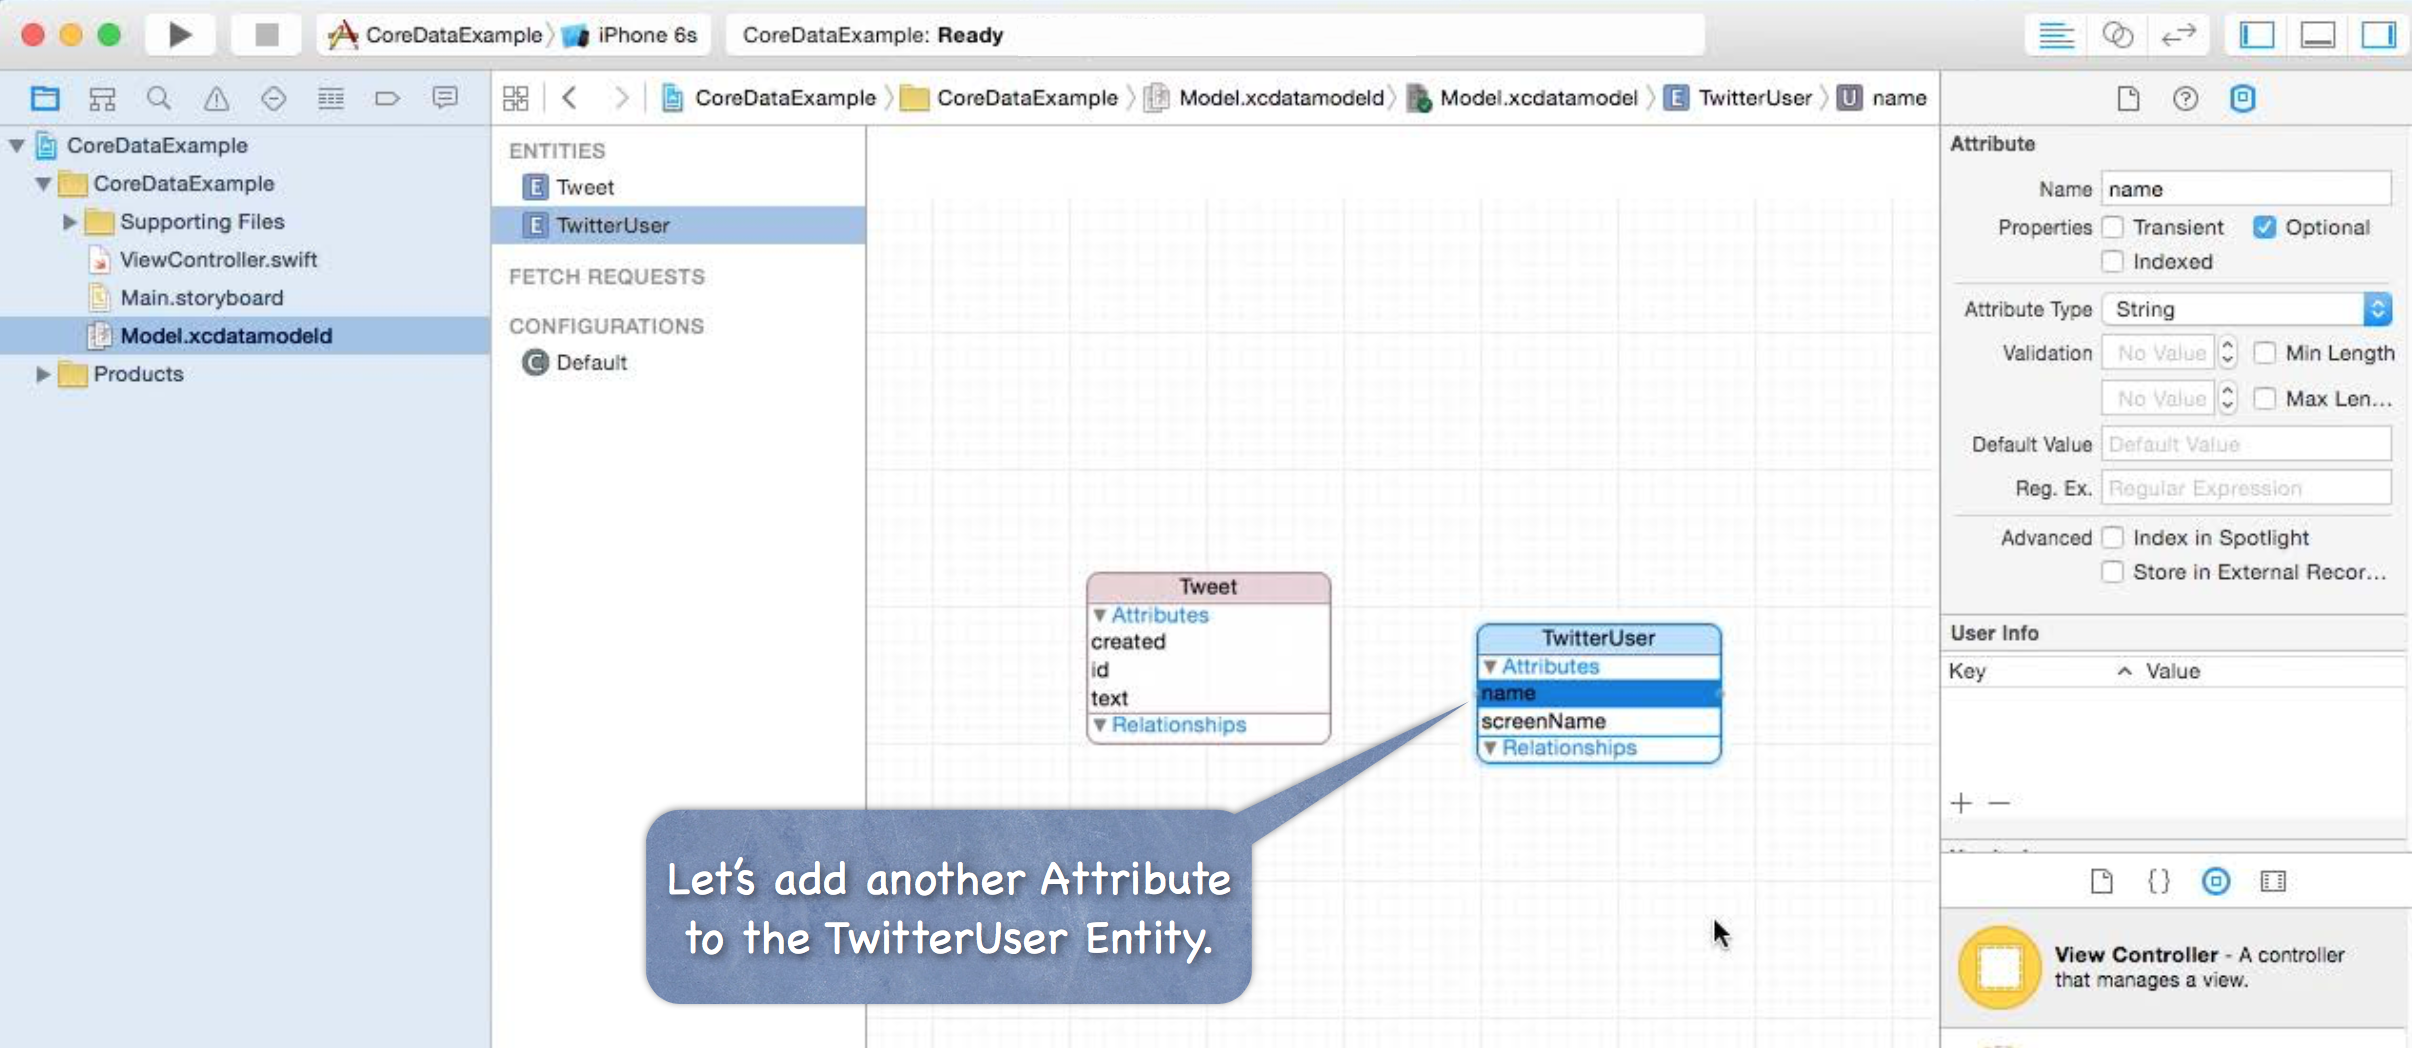 CoreDataExample
iPhone 6s
CoreDataExample: Ready
CoreDataExample
CoreDataExample
Model.xcdatamodeld
Model.xcdatamodel
E TwitterUser
U name
CoreDataExample
CoreDataExample
Supporting Files
ViewController.swift
Main.storyboard
Model.xcdatamodeld
Products
ENTITIES
E Tweet
E TwitterUser
FETCH REQUESTS
CONFIGURATIONS
C Default
Tweet
Attributes
created
id
text
Relationships
TwitterUser
Attributes
name
screenName
Relationships
Let's add another Attribute
to the TwitterUser Entity.
Attribute
Name name
Properties Transient Optional
Indexed
Attribute Type String
Validation No Value Min Length
No Value Max Len...
Default Value Default Value
Reg. Ex. Regular Expression
Advanced Index in Spotlight
Store in External Recor...
User Info
Key Value
+ −
{}
View Controller - A controller
that manages a view.